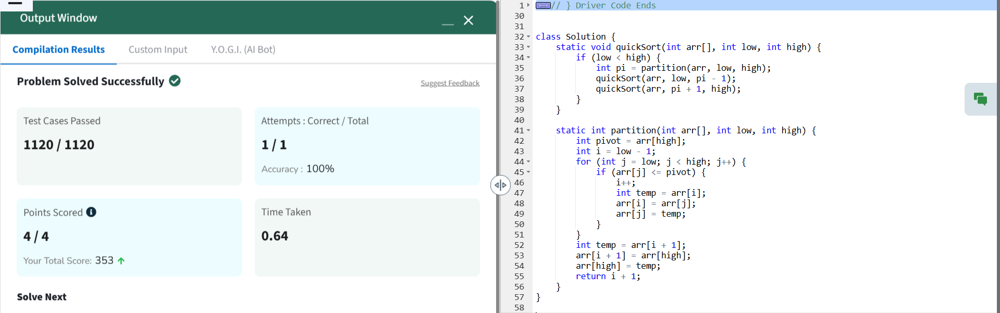 Output Window
Compilation Results Custom Input Y.O.G.I. (AI Bot)
Problem Solved Successfully
Suggest Feedback
Test Cases Passed
1120 / 1120
Attempts : Correct / Total
1 / 1
Accuracy : 100%
Points Scored
4 / 4
Your Total Score: 353
Time Taken
0.64
Solve Next
1 // } Driver Code Ends
30
31
32 class Solution {
33     static void quickSort(int arr[], int low, int high) {
34         if (low < high) {
35             int pi = partition(arr, low, high);
36             quickSort(arr, low, pi - 1);
37             quickSort(arr, pi + 1, high);
38         }
39     }
40
41     static int partition(int arr[], int low, int high) {
42         int pivot = arr[high];
43         int i = low - 1;
44         for (int j = low; j < high; j++) {
45             if (arr[j] <= pivot) {
46                 i++;
47                 int temp = arr[i];
48                 arr[i] = arr[j];
49                 arr[j] = temp;
50             }
51         }
52         int temp = arr[i + 1];
53         arr[i + 1] = arr[high];
54         arr[high] = temp;
55         return i + 1;
56     }
57 }
58